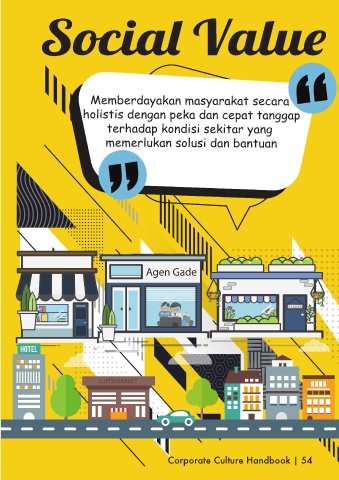 Social Value
Memberdayakan masyarakat secara
holistis dengan peka dan cepat tanggap
terhadap kondisi sekitar yang
memerlukan solusi dan bantuan
Agen Gade
HOTEL
SUPERMARKET
Corporate Culture Handbook | 54